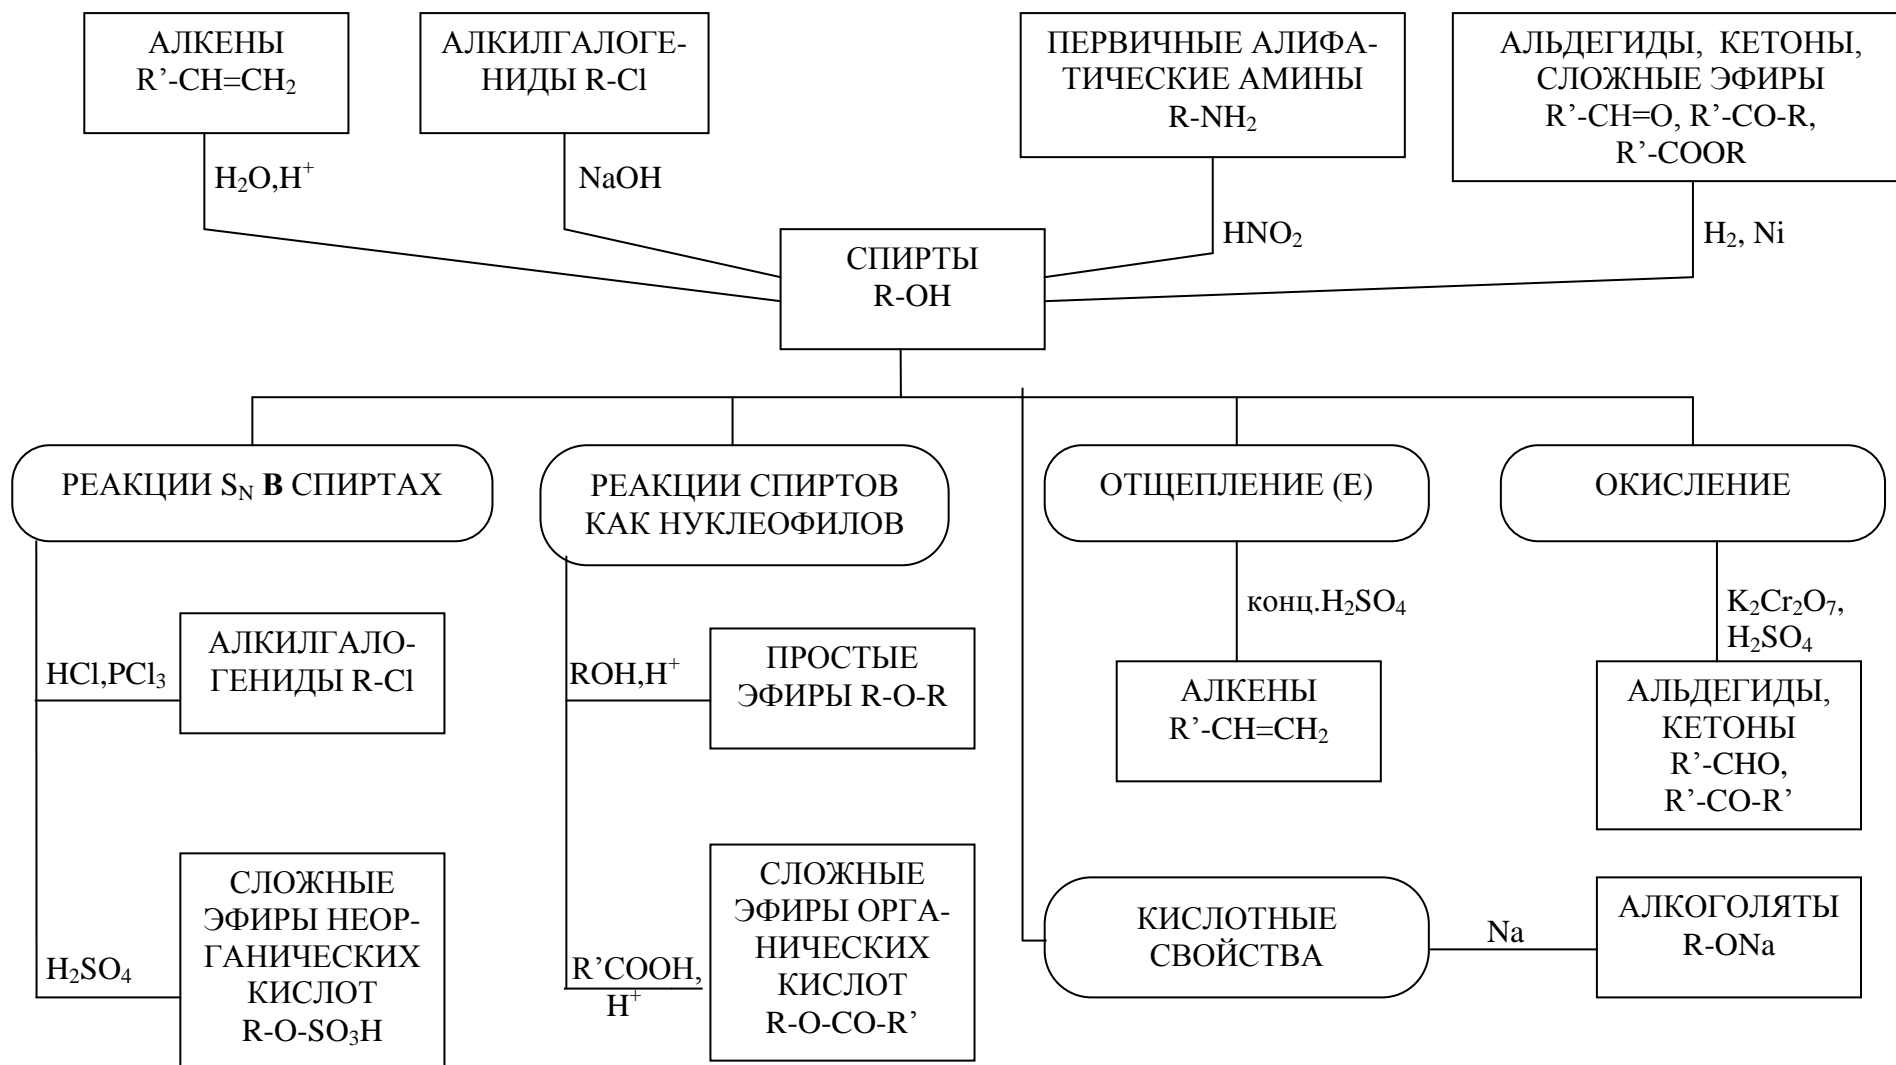 АЛКЕНЫ
R’-CH=CH₂
АЛКИЛГАЛОГЕ-
НИДЫ R-Cl
ПЕРВИЧНЫЕ АЛИФА-
ТИЧЕСКИЕ АМИНЫ
R-NH₂
АЛЬДЕГИДЫ, КЕТОНЫ,
СЛОЖНЫЕ ЭФИРЫ
R’-CH=O, R’-CO-R,
R’-COOR
H₂O,H⁺
NaOH
HNO₂
H₂, Ni
СПИРТЫ
R-OH
РЕАКЦИИ Sɴ В СПИРТАХ
РЕАКЦИИ СПИРТОВ
КАК НУКЛЕОФИЛОВ
ОТЩЕПЛЕНИЕ (E)
ОКИСЛЕНИЕ
HCl,PCl₃
АЛКИЛГАЛО-
ГЕНИДЫ R-Cl
ROH,H⁺
ПРОСТЫЕ
ЭФИРЫ R-O-R
конц.H₂SO₄
АЛКЕНЫ
R’-CH=CH₂
K₂Cr₂O₇,
H₂SO₄
АЛЬДЕГИДЫ,
КЕТОНЫ
R’-CHO,
R’-CO-R’
H₂SO₄
СЛОЖНЫЕ
ЭФИРЫ НЕОР-
ГАНИЧЕСКИХ
КИСЛОТ
R-O-SO₃H
R’COOH,
H⁺
СЛОЖНЫЕ
ЭФИРЫ ОРГА-
НИЧЕСКИХ
КИСЛОТ
R-O-CO-R’
КИСЛОТНЫЕ
СВОЙСТВА
Na
АЛКОГОЛЯТЫ
R-ONa